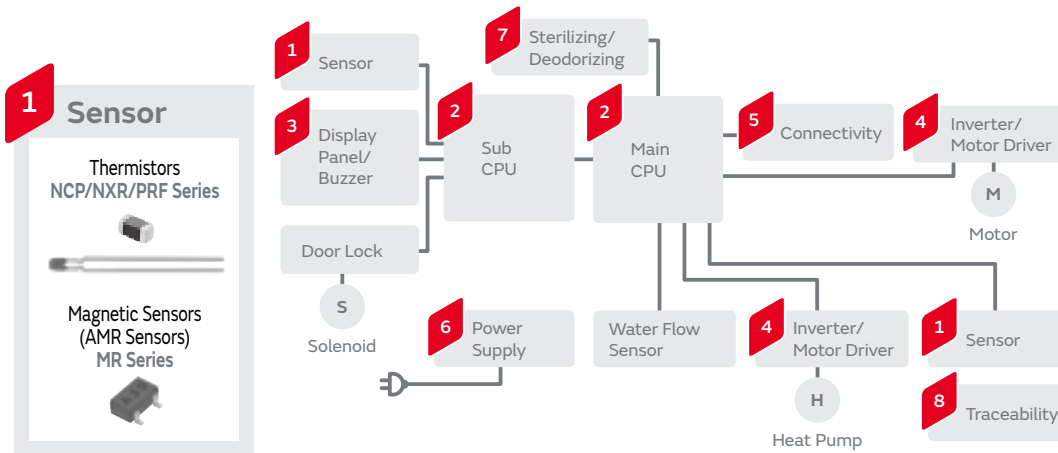 1
Sensor
Thermistors
NCP/NXR/PRF Series
Magnetic Sensors
(AMR Sensors)
MR Series
1
Sensor
3
Display
Panel/
Buzzer
Door Lock
S
Solenoid
2
Sub
CPU
7
Sterilizing/
Deodorizing
2
Main
CPU
5
Connectivity
4
Inverter/
Motor Driver
M
Motor
6
Power
Supply
Water Flow
Sensor
4
Inverter/
Motor Driver
H
Heat Pump
1
Sensor
8
Traceability